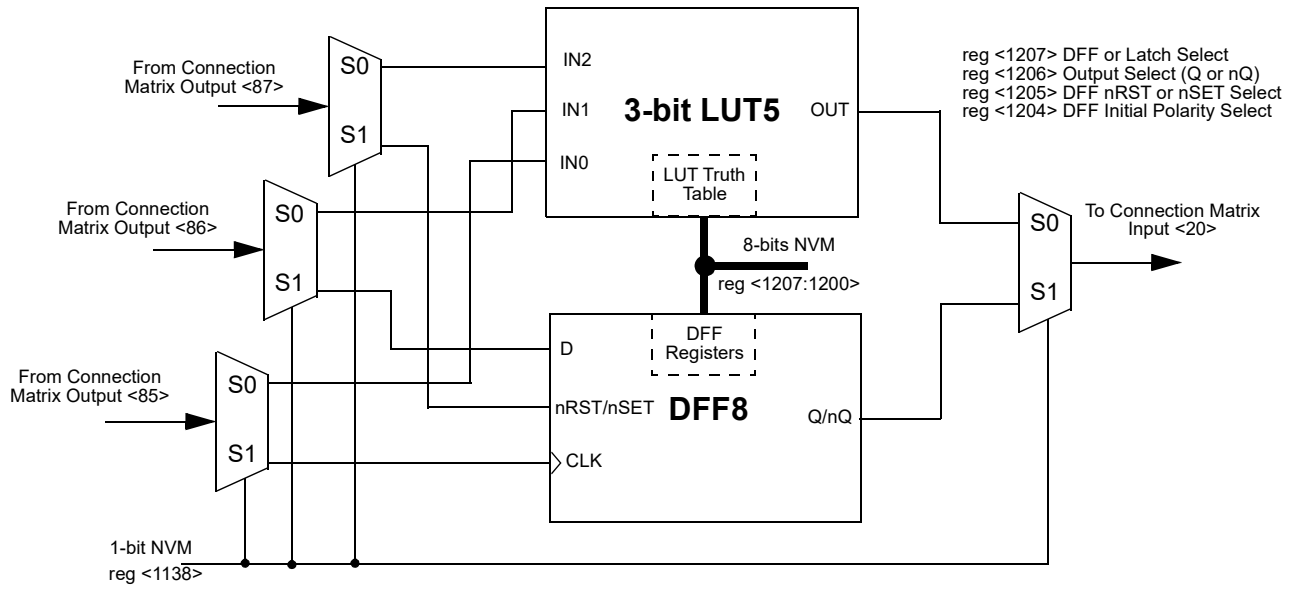 From Connection
Matrix Output <87>
S0
S1
IN2
IN1
IN0
3-bit LUT5
OUT
LUT Truth
Table
reg <1207> DFF or Latch Select
reg <1206> Output Select (Q or nQ)
reg <1205> DFF nRST or nSET Select
reg <1204> DFF Initial Polarity Select
From Connection
Matrix Output <86>
S0
S1
8-bits NVM
reg <1207:1200>
S0
S1
To Connection Matrix
Input <20>
From Connection
Matrix Output <85>
S0
S1
D
nRST/nSET
CLK
DFF
Registers
DFF8
Q/nQ
1-bit NVM
reg <1138>